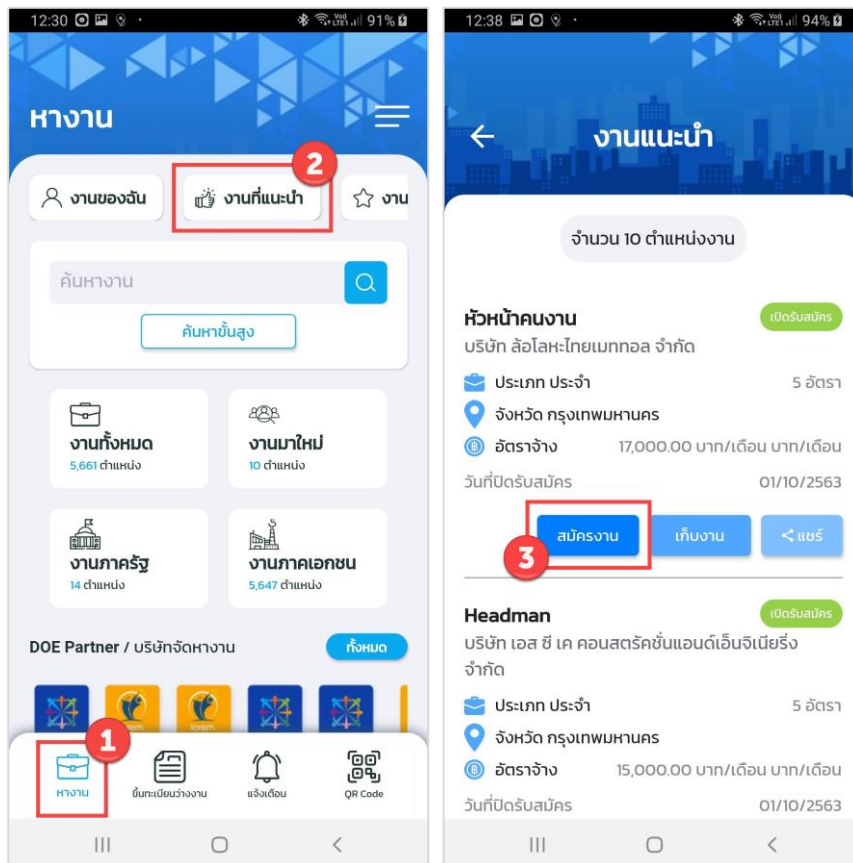 12:30
91%
หางาน
2
งานของฉัน
งานที่แนะนำ
งาน
ค้นหางาน
ค้นหาขั้นสูง
งานทั้งหมด
5,661 ตำแหน่ง
งานมาใหม่
10 ตำแหน่ง
งานภาครัฐ
14 ตำแหน่ง
งานภาคเอกชน
5,647 ตำแหน่ง
DOE Partner / บริษัทจัดหางาน
ทั้งหมด
1
หางาน
ขึ้นทะเบียนว่างงาน
แจ้งเตือน
QR Code
12:38
94%
งานแนะนำ
จำนวน 10 ตำแหน่งงาน
หัวหน้าคนงาน
เปิดรับสมัคร
บริษัท ล้อโลหะไทยเมททอล จำกัด
ประเภท ประจำ
5 อัตรา
จังหวัด กรุงเทพมหานคร
อัตราจ้าง
17,000.00 บาท/เดือน บาท/เดือน
วันที่ปิดรับสมัคร
01/10/2563
สมัครงาน
เก็บงาน
แชร์
3
Headman
เปิดรับสมัคร
บริษัท เอส ซี เค คอนสตรัคชั่นแอนด์เอ็นจิเนียริ่ง
จำกัด
ประเภท ประจำ
5 อัตรา
จังหวัด กรุงเทพมหานคร
อัตราจ้าง
15,000.00 บาท/เดือน บาท/เดือน
วันที่ปิดรับสมัคร
01/10/2563